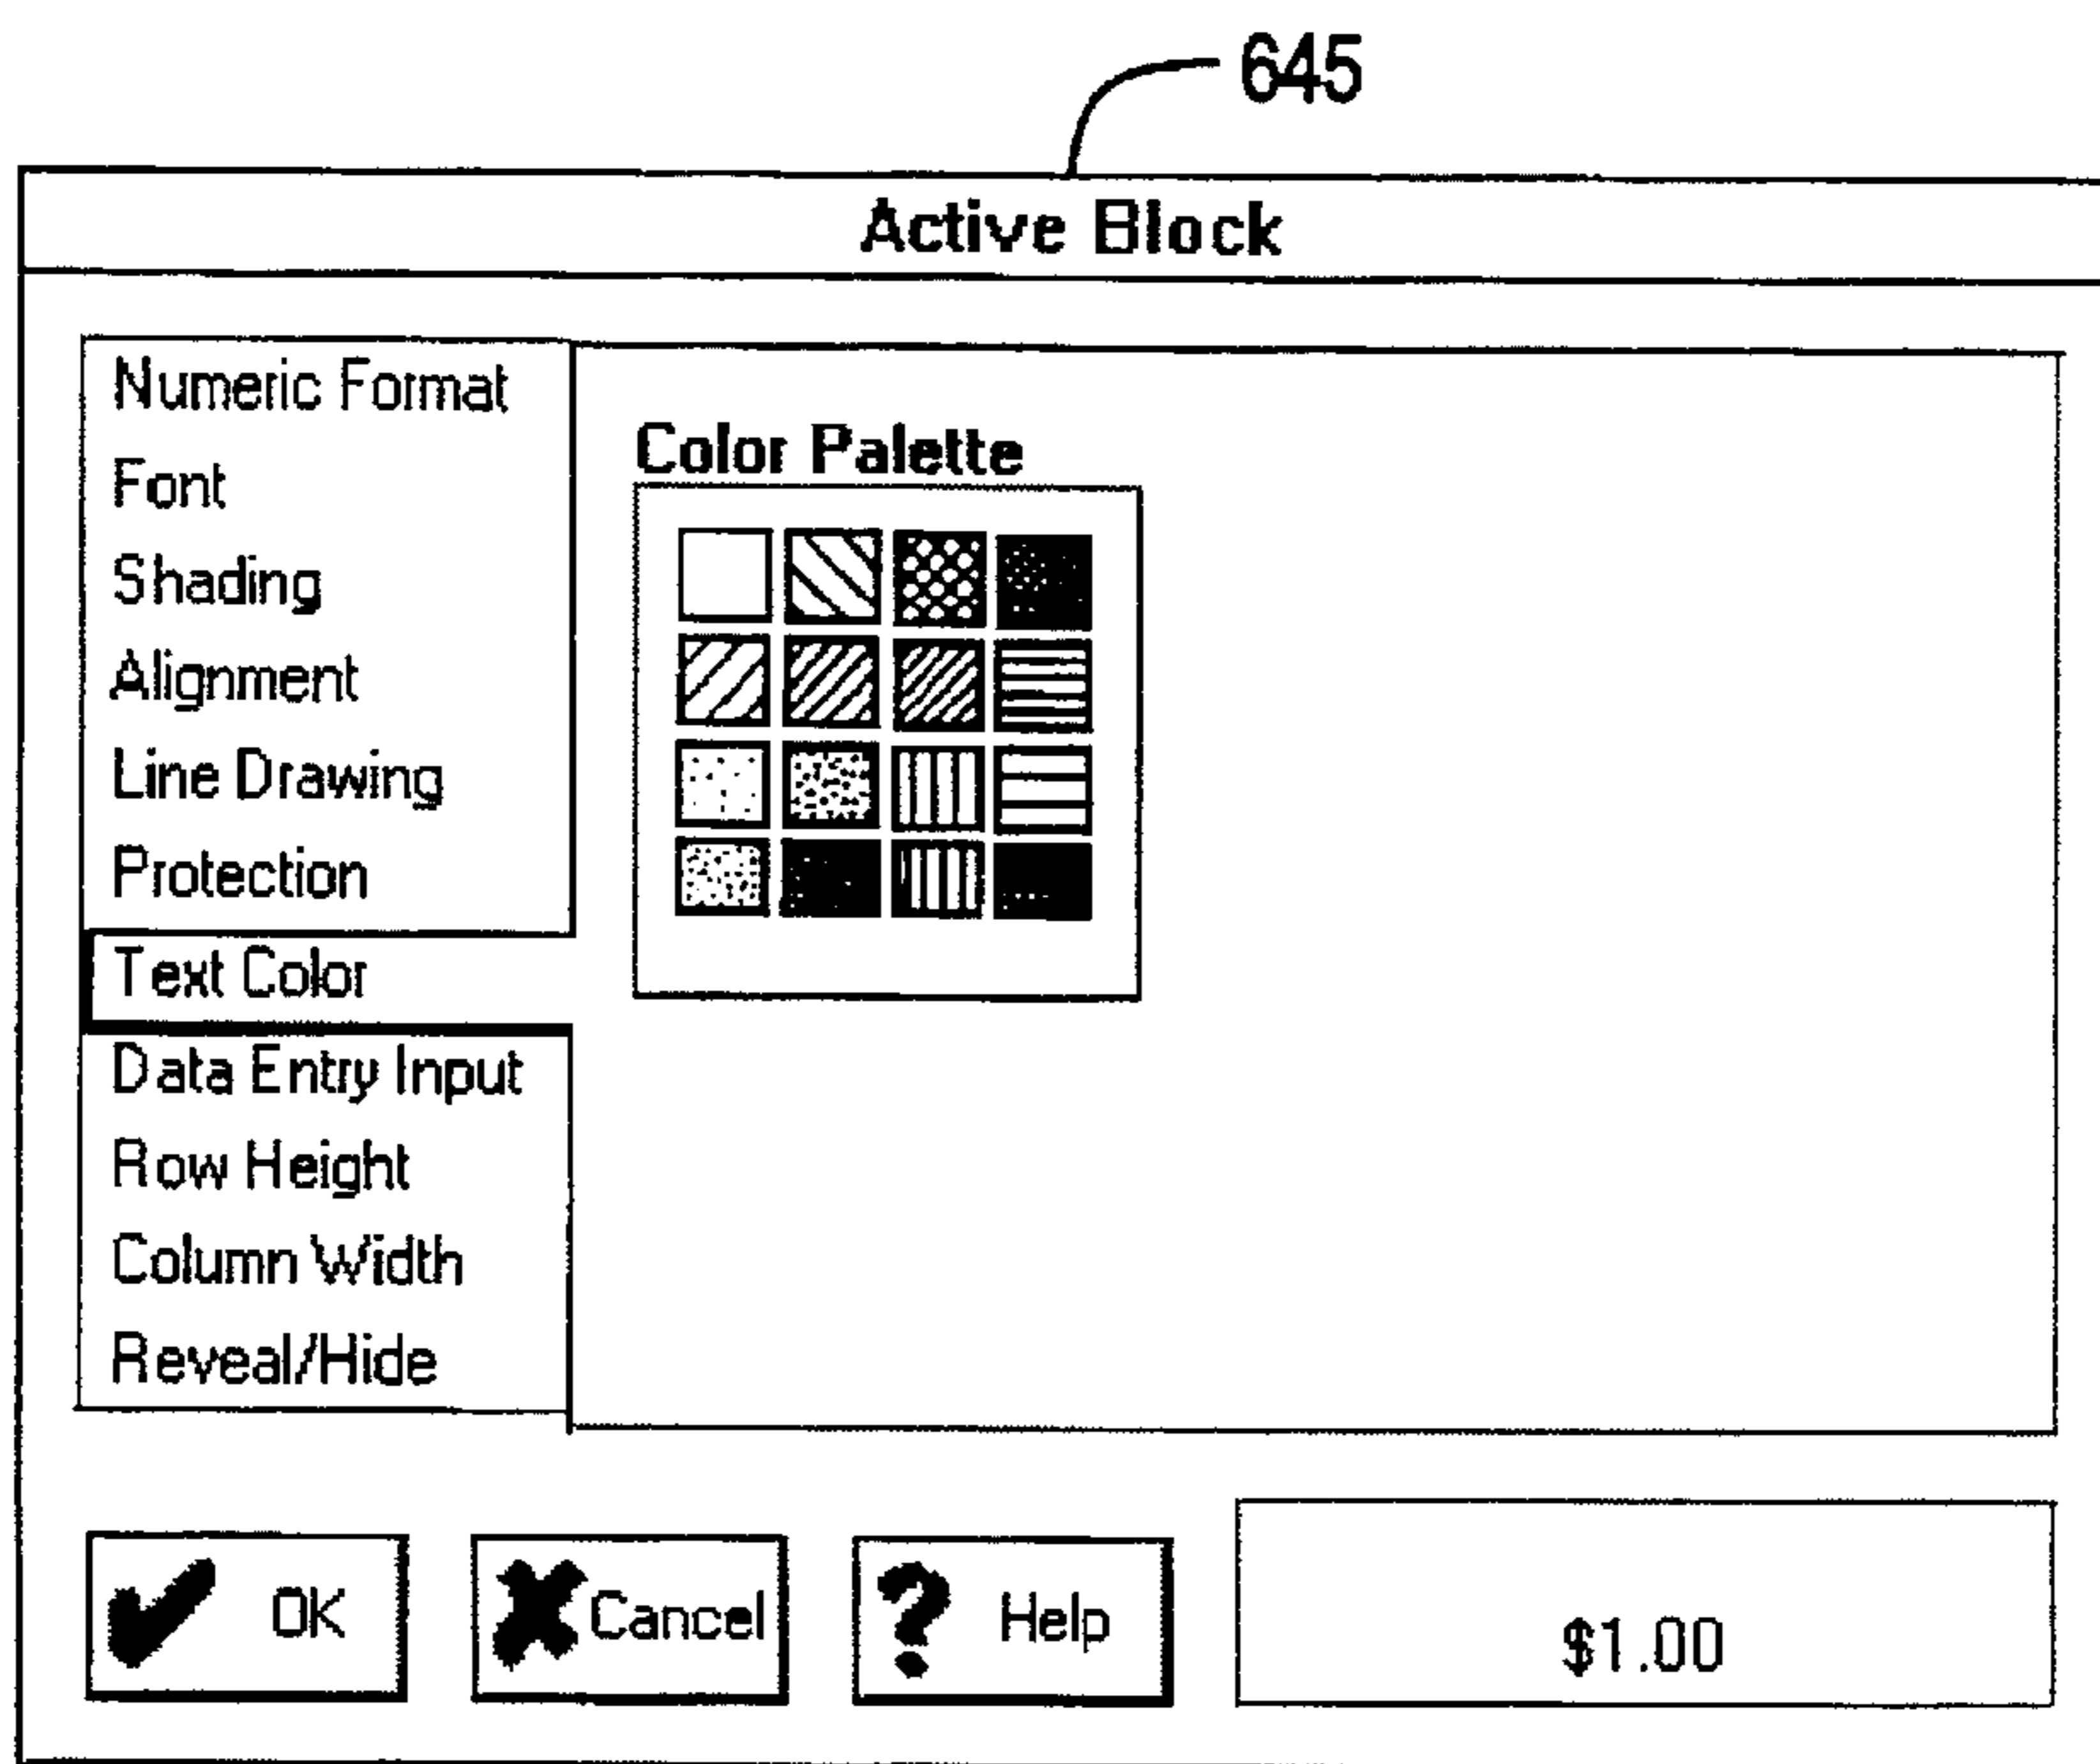 645
Active Block
Numeric Format
Font
Shading
Alignment
Line Drawing
Protection
Text Color
Data Entry Input
Row Height
Column Width
Reveal/Hide
Color Palette
OK
Cancel
? Help
$1.00